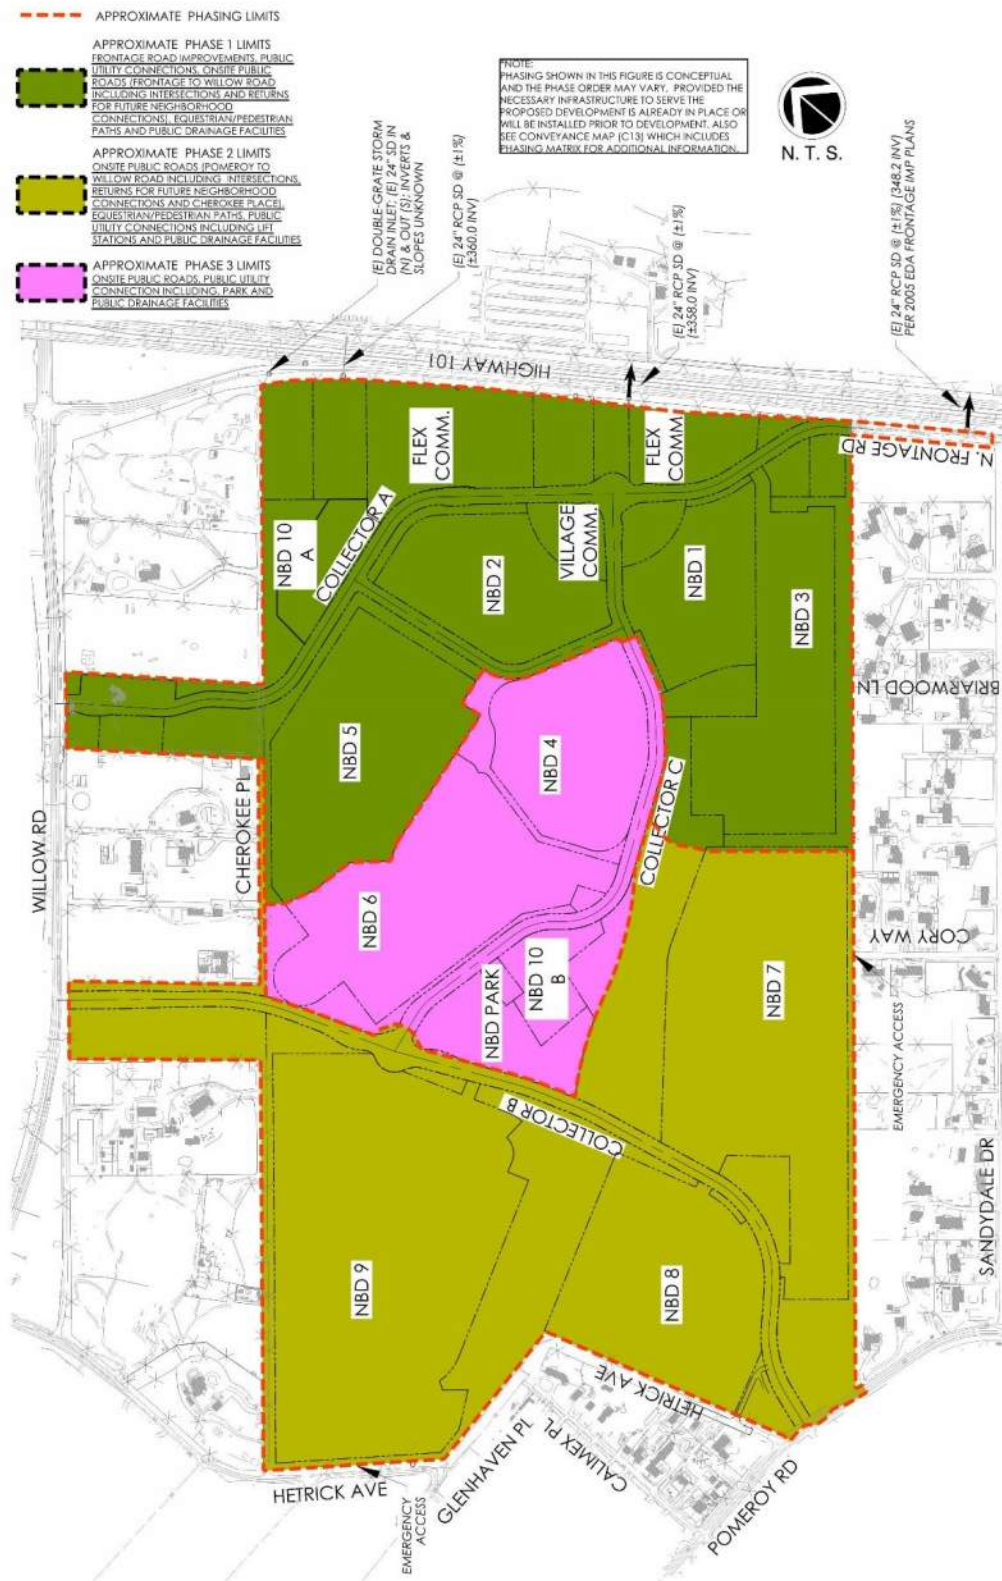 APPROXIMATE PHASING LIMITS
APPROXIMATE PHASE 1 LIMITS
FRONTAGE ROAD IMPROVEMENTS, PUBLIC
UTILITY CONNECTIONS, ONSITE PUBLIC
ROADS (FRONTAGE TO WILLOW ROAD
INCLUDING INTERSECTIONS AND RETURNS
FOR FUTURE NEIGHBORHOOD
CONNECTIONS), EQUESTRIAN/PEDESTRIAN
PATHS AND PUBLIC DRAINAGE FACILITIES
APPROXIMATE PHASE 2 LIMITS
ONSITE PUBLIC ROADS (POMEROY TO
WILLOW ROAD INCLUDING INTERSECTIONS,
RETURNS FOR FUTURE NEIGHBORHOOD
CONNECTIONS AND CHEROKEE PLACE),
EQUESTRIAN/PEDESTRIAN PATHS, PUBLIC
UTILITY CONNECTIONS INCLUDING LIFT
STATIONS AND PUBLIC DRAINAGE FACILITIES
APPROXIMATE PHASE 3 LIMITS
ONSITE PUBLIC ROADS, PUBLIC UTILITY
CONNECTION INCLUDING, PARK AND
PUBLIC DRAINAGE FACILITIES
*NOTE:
PHASING SHOWN IN THIS FIGURE IS CONCEPTUAL
AND THE PHASE ORDER MAY VARY, PROVIDED THE
NECESSARY INFRASTRUCTURE TO SERVE THE
PROPOSED DEVELOPMENT IS ALREADY IN PLACE OR
WILL BE INSTALLED PRIOR TO DEVELOPMENT. ALSO
SEE CONVEYANCE MAP (C13) WHICH INCLUDES
PHASING MATRIX FOR ADDITIONAL INFORMATION.
N. T. S.
(E) DOUBLE-GRATE STORM
DRAIN INLET; (E) 24" SD IN
(N) & OUT (S); INVERTS &
SLOPES UNKNOWN
(E) 24" RCP SD @ (±1%)
(±360.0 INV)
(E) 24" RCP SD @ (±1%)
(±358.0 INV)
(E) 24" RCP SD @ (±1%) (348.2 INV)
PER 2005 EDA FRONTAGE IMP PLANS
HIGHWAY 101
N. FRONTAGE RD
FLEX
COMM.
FLEX
COMM.
NBD 10
A
COLLECTOR A
NBD 2
VILLAGE
COMM.
NBD 1
NBD 3
BRIARWOOD LN
NBD 5
NBD 4
COLLECTOR C
WILLOW RD
CHEROKEE PL
NBD 6
NBD PARK
NBD 10
B
NBD 7
CORY WAY
EMERGENCY ACCESS
COLLECTOR B
NBD 9
NBD 8
SANDYDALE DR
HETRICK AVE
HETRICK AVE
EMERGENCY
ACCESS
GLENHAVEN PL
CALIMEX PL
POMEROY RD